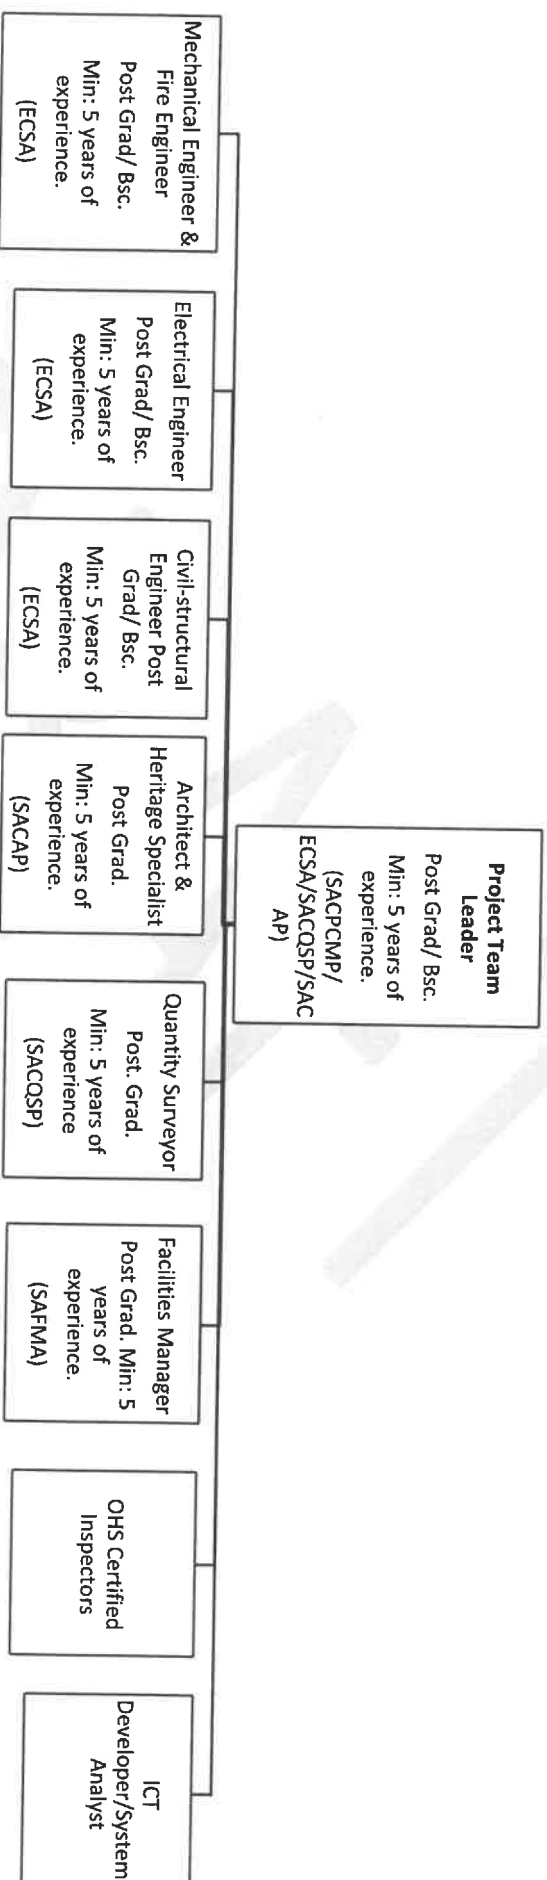 Project Team
Leader
Post Grad/ Bsc.
Min: 5 years of
experience.
(SACPCMP/
ECSA/SACQSP/SAC
AP)
Mechanical Engineer &
Fire Engineer
Post Grad/ Bsc.
Min: 5 years of
experience.
(ECSA)
Electrical Engineer
Post Grad/ Bsc.
Min: 5 years of
experience.
(ECSA)
Civil-structural
Engineer Post
Grad/ Bsc.
Min: 5 years of
experience.
(ECSA)
Architect &
Heritage Specialist
Post Grad.
Min: 5 years of
experience.
(SACAP)
Quantity Surveyor
Post. Grad.
Min: 5 years of
experience
(SACQSP)
Facilities Manager
Post Grad. Min: 5
years of
experience.
(SAFMA)
OHS Certified
Inspectors
ICT
Developer/System
Analyst